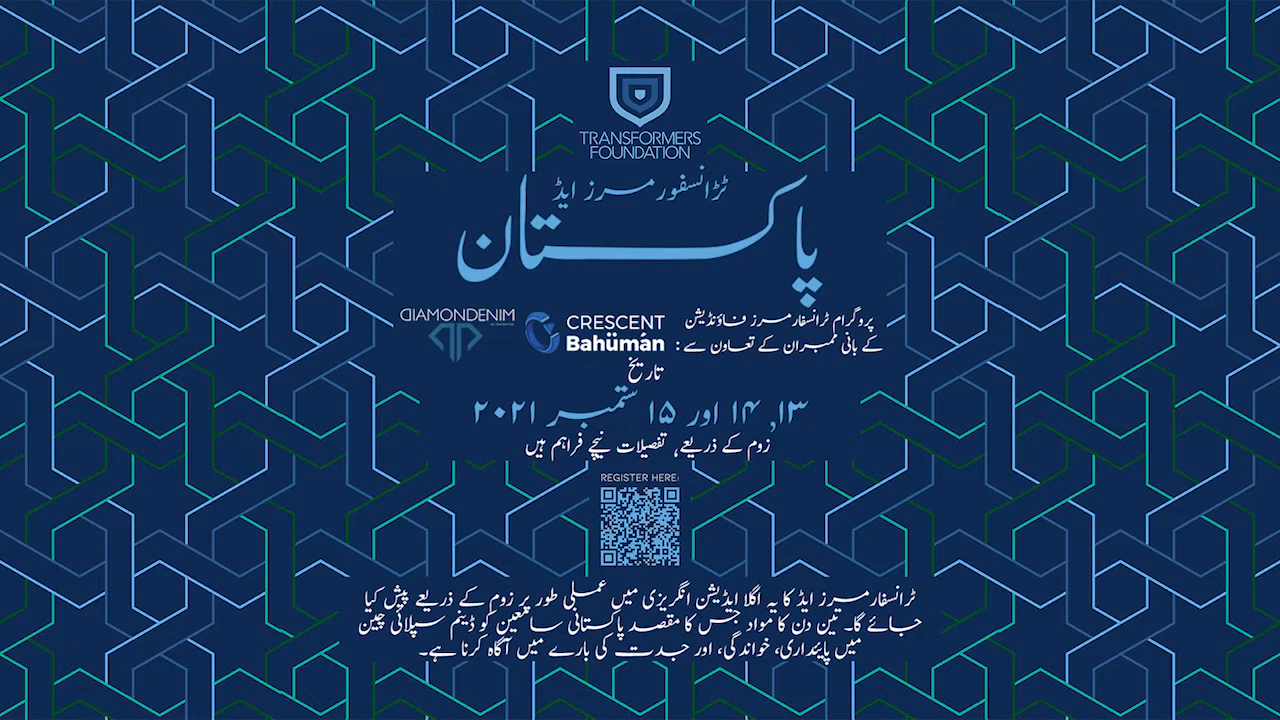 TRANSFORMERS
FOUNDATION
ٹڑانسفورمرز ایڈ
پاکستان
DIAMONDENIM
CRESCENT
Bahüman
پروگرام ٹرانسفارمرز فاؤنڈیشن
کے بانی ممبران کے تعاون سے :
تاریخ
۱۳, ۱۴ اور ۱۵ ستمبر ۲۰۲۱
زوم کے ذریعے, تفصیلات نیچے فراہم ہیں
REGISTER HERE:
ٹرانسفارمرز ایڈ کا یہ اگلا ایڈیشن انگریزی میں عملی طور پر زوم کے ذریعے پیش کیا
جائے گا۔ تین دن کا مواد جس کا مقصد پاکستانی سامعین کو ڈینم سپلائی چین
میں پائیداری، خواندگی، اور جدت کی بارے میں آگاہ کرنا ہے۔